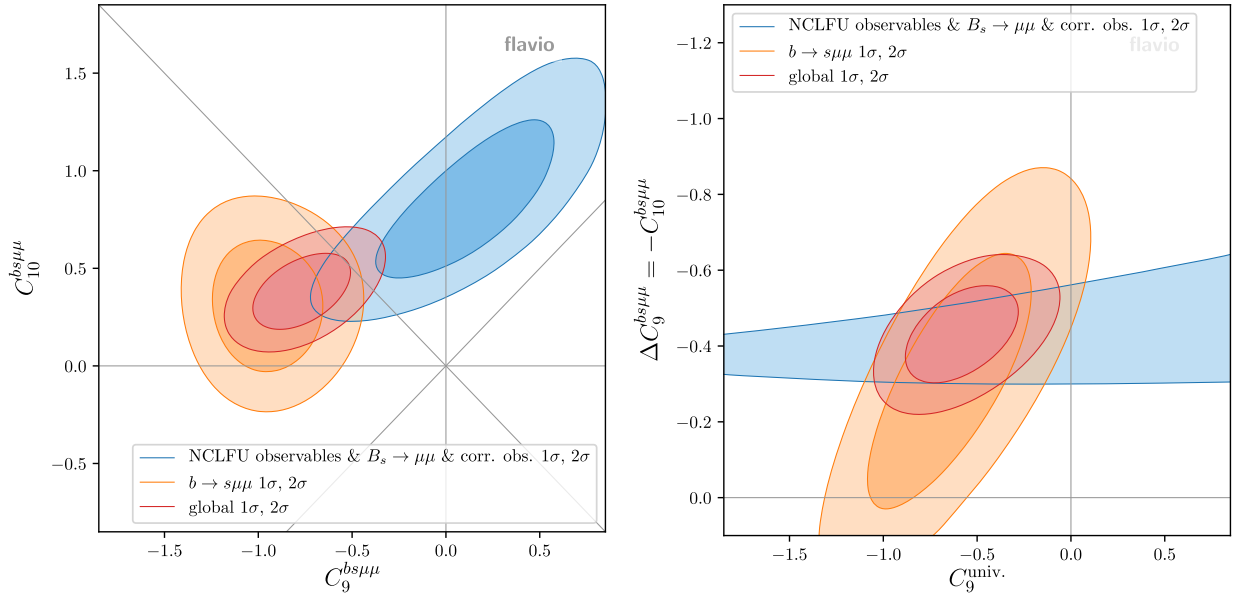 flavio
1.5
1.0
0.5
0.0
−0.5
C_{10}^{bsμμ}
NCLFU observables & B_s → μμ & corr. obs. 1σ, 2σ
b → sμμ 1σ, 2σ
global 1σ, 2σ
−1.5 −1.0 −0.5 0.0 0.5
C_9^{bsμμ}
NCLFU observables & B_s → μμ & corr. obs. 1σ, 2σ
b → sμμ 1σ, 2σ
global 1σ, 2σ
flavio
−1.2
−1.0
−0.8
−0.6
−0.4
−0.2
0.0
ΔC_9^{bsμμ} = −C_{10}^{bsμμ}
−1.5 −1.0 −0.5 0.0 0.5
C_9^{univ.}